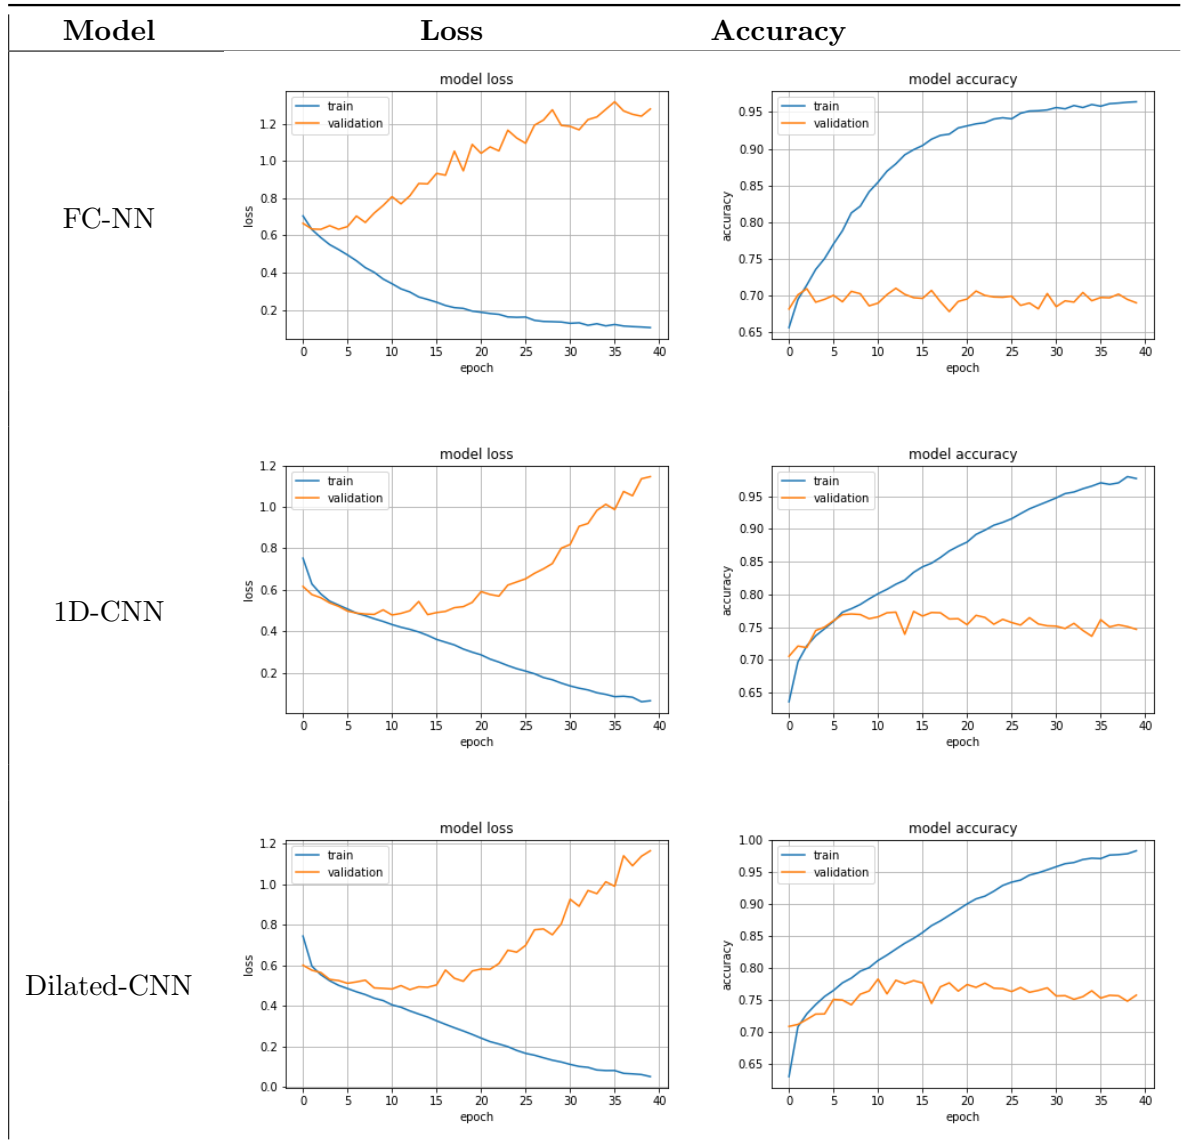 Model Loss Accuracy
FC-NN
model loss
train
validation
loss
1.2
1.0
0.8
0.6
0.4
0.2
0 5 10 15 20 25 30 35 40
epoch
model accuracy
train
validation
accuracy
0.95
0.90
0.85
0.80
0.75
0.70
0.65
0 5 10 15 20 25 30 35 40
epoch
1D-CNN
model loss
train
validation
loss
1.2
1.0
0.8
0.6
0.4
0.2
0 5 10 15 20 25 30 35 40
epoch
model accuracy
train
validation
accuracy
0.95
0.90
0.85
0.80
0.75
0.70
0.65
0 5 10 15 20 25 30 35 40
epoch
Dilated-CNN
model loss
train
validation
loss
1.2
1.0
0.8
0.6
0.4
0.2
0.0
0 5 10 15 20 25 30 35 40
epoch
model accuracy
train
validation
accuracy
1.00
0.95
0.90
0.85
0.80
0.75
0.70
0.65
0 5 10 15 20 25 30 35 40
epoch